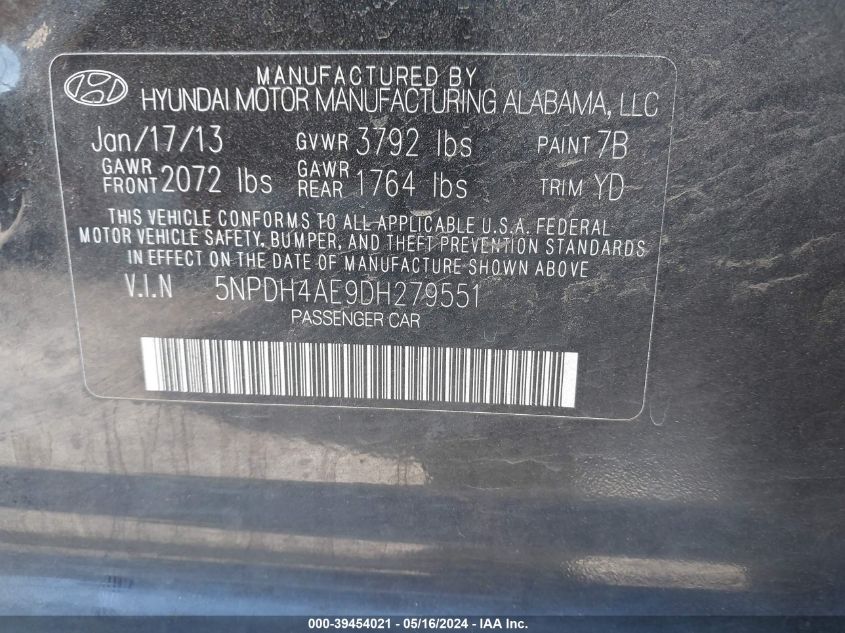 MANUFACTURED BY
HYUNDAI MOTOR MANUFACTURING ALABAMA, LLC
Jan/17/13 GVWR 3792 lbs PAINT 7B
GAWR FRONT 2072 lbs GAWR REAR 1764 lbs TRIM YD
THIS VEHICLE CONFORMS TO ALL APPLICABLE U.S.A. FEDERAL
MOTOR VEHICLE SAFETY, BUMPER, AND THEFT PREVENTION STANDARDS
IN EFFECT ON THE DATE OF MANUFACTURE SHOWN ABOVE
V.I.N 5NPDH4AE9DH279551
PASSENGER CAR
000-39454021 - 05/16/2024 - IAA Inc.